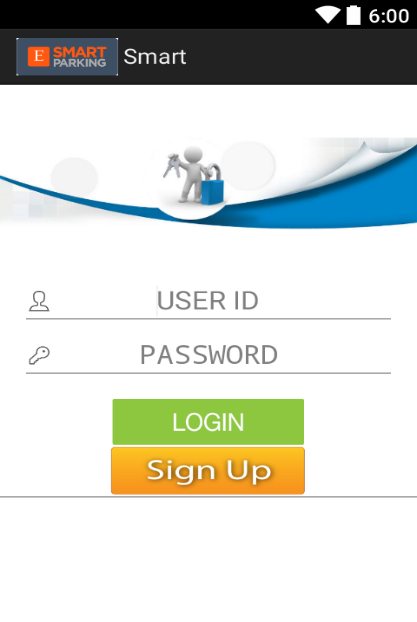 6:00
E SMART PARKING Smart
USER ID
PASSWORD
LOGIN
Sign Up